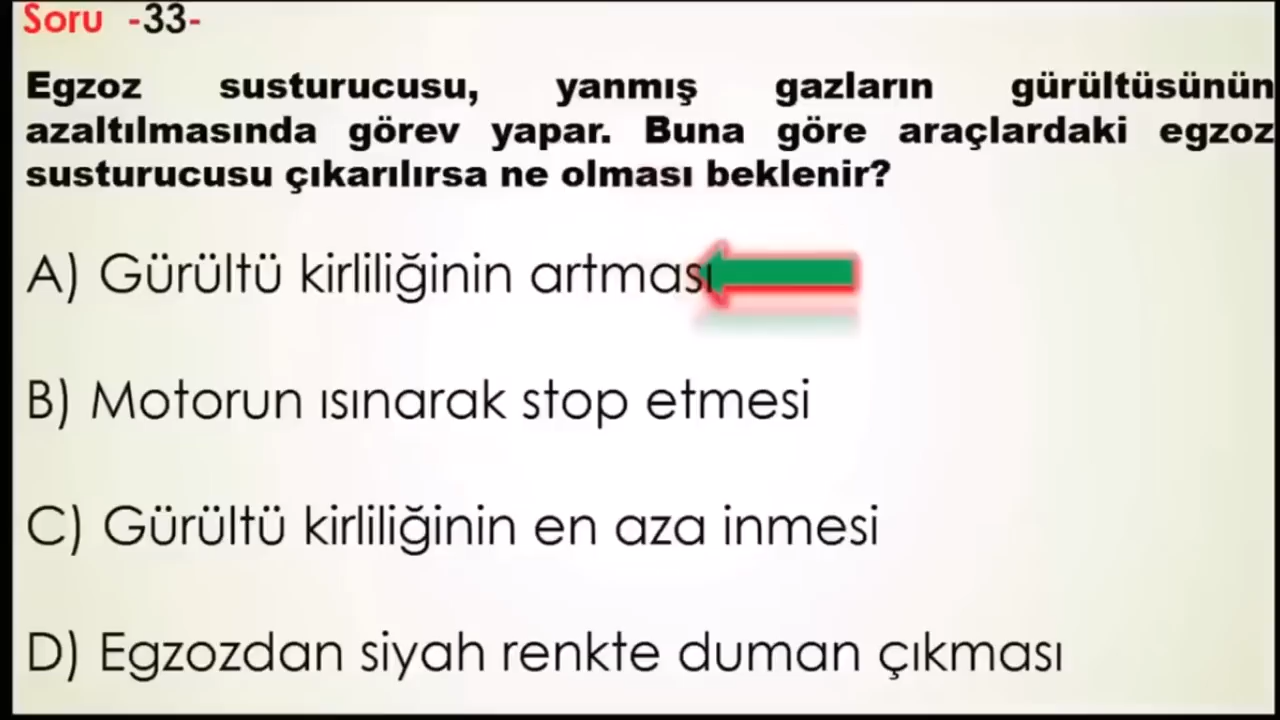 Soru -33-
Egzoz susturucusu, yanmış gazların gürültüsünün
azaltılmasında görev yapar. Buna göre araçlardaki egzoz
susturucusu çıkarılırsa ne olması beklenir?
A) Gürültü kirliliğinin artması
B) Motorun ısınarak stop etmesi
C) Gürültü kirliliğinin en aza inmesi
D) Egzozdan siyah renkte duman çıkması